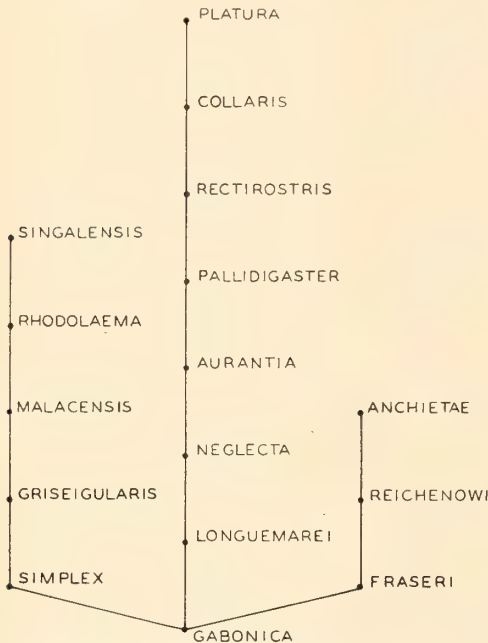 PLATURA
COLLARIS
RECTIROSTRIS
SINGALENSIS
PALLIDIGASTER
RHODOLAEMA
AURANTIA
MALACENSIS
ANCHIETAE
NEGLECTA
GRISEIGULARIS
REICHENOWI
LONGUEMAREI
SIMPLEX
FRASERI
GABONICA